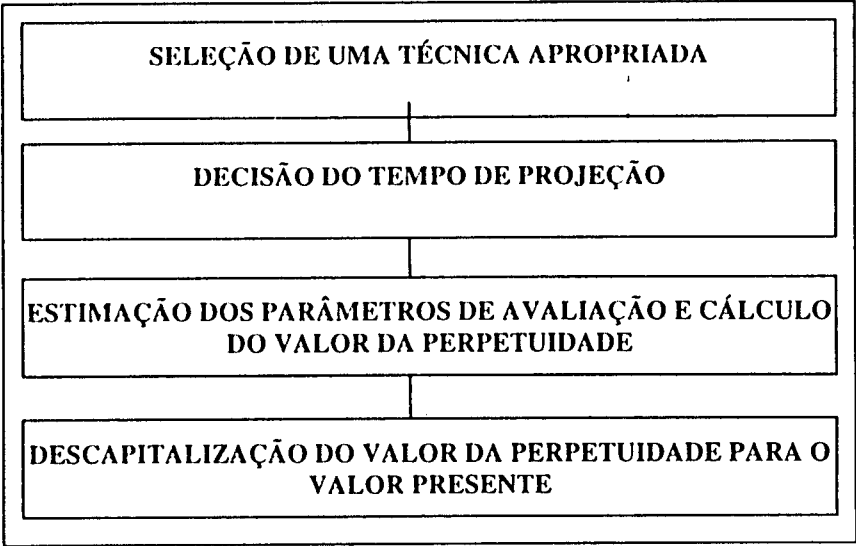 SELEÇÃO DE UMA TÉCNICA APROPRIADA
DECISÃO DO TEMPO DE PROJEÇÃO
ESTIMAÇÃO DOS PARÂMETROS DE AVALIAÇÃO E CÁLCULO
DO VALOR DA PERPETUIDADE
DESCAPITALIZAÇÃO DO VALOR DA PERPETUIDADE PARA O
VALOR PRESENTE